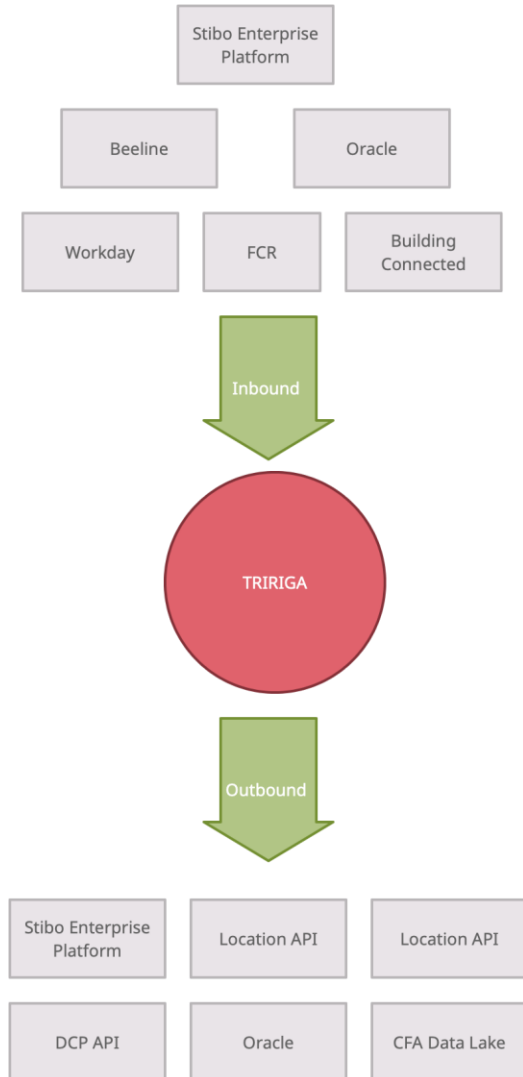 Stibo Enterprise
Platform
Beeline
Oracle
Workday
FCR
Building
Connected
Inbound
TRIRIGA
Outbound
Stibo Enterprise
Platform
Location API
Location API
DCP API
Oracle
CFA Data Lake